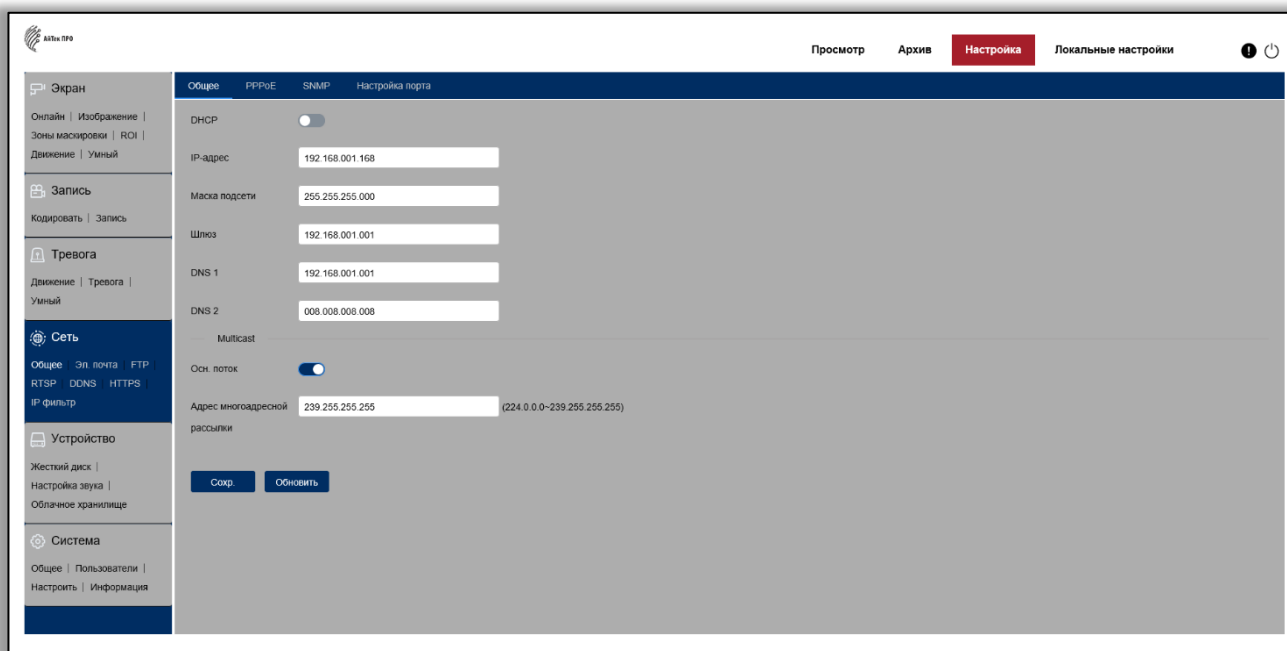 АйТек ПРО
Просмотр Архив Настройка Локальные настройки
Экран
Онлайн | Изображение |
Зоны маскировки | ROI |
Движение | Умный
Запись
Кодировать | Запись
Тревога
Движение | Тревога |
Умный
Сеть
Общее | Эл. почта | FTP |
RTSP | DDNS | HTTPS |
IP фильтр
Устройство
Жесткий диск |
Настройка звука |
Облачное хранилище
Система
Общее | Пользователи |
Настроить | Информация
Общее PPPoE SNMP Настройка порта
DHCP
IP-адрес 192.168.001.168
Маска подсети 255.255.255.000
Шлюз 192.168.001.001
DNS 1 192.168.001.001
DNS 2 008.008.008.008
Multicast
Осн. поток
Адрес многоадресной 239.255.255.255 (224.0.0.0~239.255.255.255)
рассылки
Сохр. Обновить